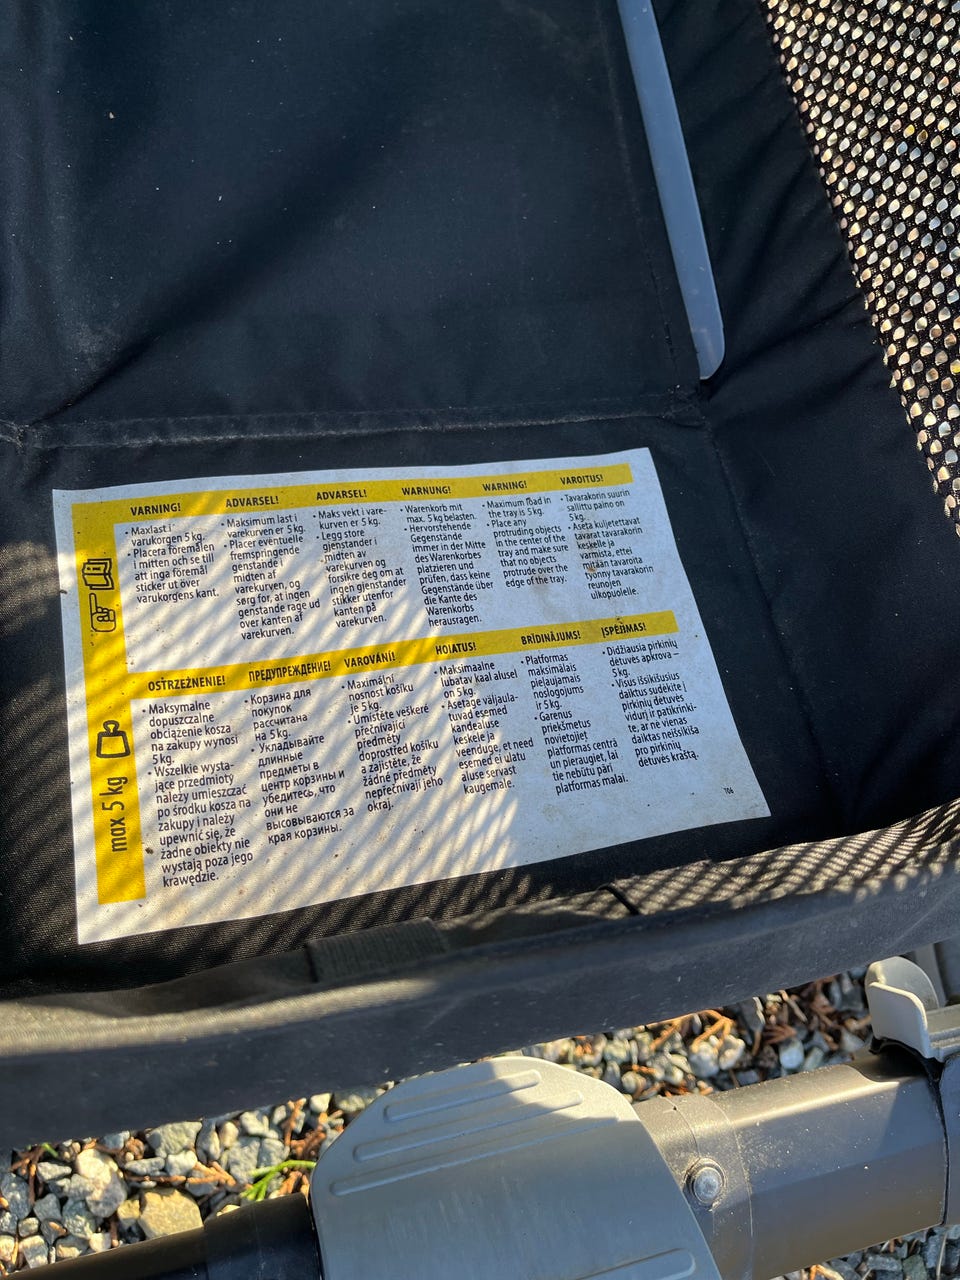 VARNING!
• Maxlast i
varukorgen 5 kg.
• Placera föremålen
i mitten och se till
att inga föremål
sticker ut över
varukorgens kant.
ADVARSEL!
• Maksimum last i
varekurven er 5 kg.
• Placer eventuelle
fremspringende
genstande i
midten af
varekurven, og
sørg for, at ingen
genstande rage ud
over kanten af
varekurven.
ADVARSEL!
• Maks vekt i vare-
kurven er 5 kg.
• Legg store
gjenstander i
midten av
varekurven og
forsikre deg om at
ingen gjenstander
stikker utenfor
kanten på
varekurven.
WARNUNG!
• Warenkorb mit
max. 5 kg belasten.
• Hervorstehende
Gegenstände
immer in der Mitte
des Warenkorbes
platzieren und
prüfen, dass keine
Gegenstände über
die Kante des
Warenkorbs
herausragen.
WARNING!
• Maximum load in
the tray is 5 kg.
• Place any
protruding objects
in the center of the
tray and make sure
that no objects
protrude over the
edge of the tray.
VAROITUS!
• Tavarakorin suurin
sallittu paino on
5 kg.
• Aseta kuljetettavat
tavarat tavarakorin
keskelle ja
varmista, ettei
mitään tavaroita
työnny tavarakorin
reunojen
ulkopuolelle.
max 5 kg
OSTRZEŻENIE!
• Maksymalne
dopuszczalne
obciążenie kosza
na zakupy wynosi
5 kg.
• Wszelkie wysta-
jące przedmioty
należy umieszczać
po środku kosza na
zakupy i należy
upewnić się, że
żadne obiekty nie
wystają poza jego
krawędzie.
ПРЕДУПРЕЖДЕНИЕ!
• Корзина для
покупок
рассчитана
на 5 kg.
• Укладывайте
длинные
предметы в
центр корзины и
убедитесь, что
они не
высовываются за
края корзины.
VAROVÁNÍ!
• Maximální
nosnost košíku
je 5 kg.
• Umístěte veškeré
přečnívající
předměty
doprostřed košíku
a zajistěte, že
žádné předměty
nepřečnívají jeho
okraj.
HOIATUS!
• Maksimaalne
lubatav kaal alusel
on 5 kg.
• Asetage väljaula-
tuvad esemed
kandealuse
keskele ja
veenduge, et need
esemed ei ulatu
aluse servast
kaugemale.
BRĪDINĀJUMS!
• Platformas
maksimālais
pieļaujamais
noslogojums
ir 5 kg.
• Garenus
priekšmetus
novietojiet
platformas centrā
un pieraugiet, lai
tie nebūtu pāri
platformas malai.
ĮSPĖJIMAS!
• Didžiausia pirkinių
dėtuvės apkrova –
5 kg.
• Visus išsikišusius
daiktus sudėkite į
pirkinių dėtuvės
vidurį ir patikrinki-
te, ar nė vienas
daiktas neišsikiša
pro pirkinių
dėtuvės kraštą.
106